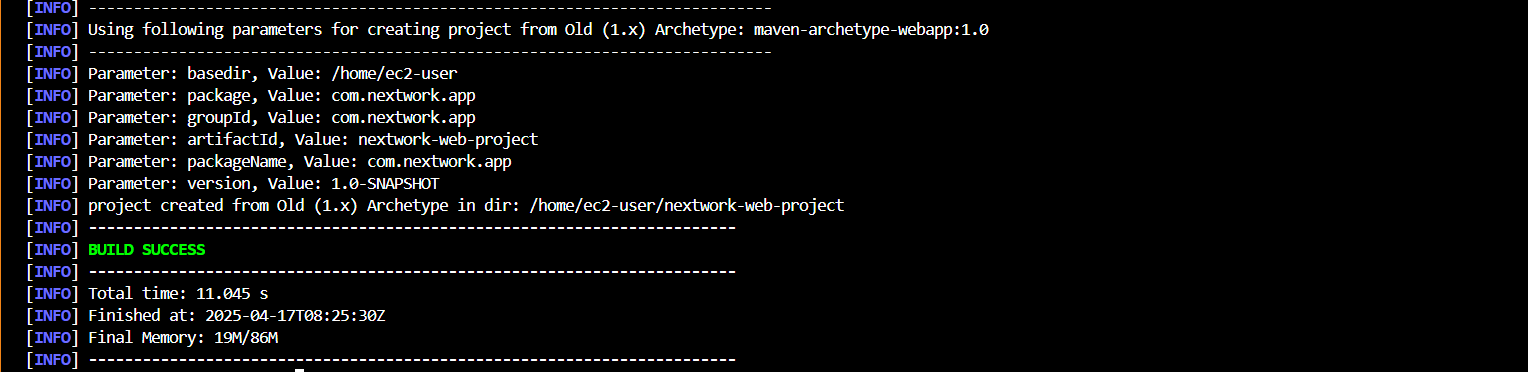 [INFO] ----------------------------------------------------------------------------
[INFO] Using following parameters for creating project from Old (1.x) Archetype: maven-archetype-webapp:1.0
[INFO] ----------------------------------------------------------------------------
[INFO] Parameter: basedir, Value: /home/ec2-user
[INFO] Parameter: package, Value: com.nextwork.app
[INFO] Parameter: groupId, Value: com.nextwork.app
[INFO] Parameter: artifactId, Value: nextwork-web-project
[INFO] Parameter: packageName, Value: com.nextwork.app
[INFO] Parameter: version, Value: 1.0-SNAPSHOT
[INFO] project created from Old (1.x) Archetype in dir: /home/ec2-user/nextwork-web-project
[INFO] ------------------------------------------------------------------------
[INFO] BUILD SUCCESS
[INFO] ------------------------------------------------------------------------
[INFO] Total time: 11.045 s
[INFO] Finished at: 2025-04-17T08:25:30Z
[INFO] Final Memory: 19M/86M
[INFO] ------------------------------------------------------------------------